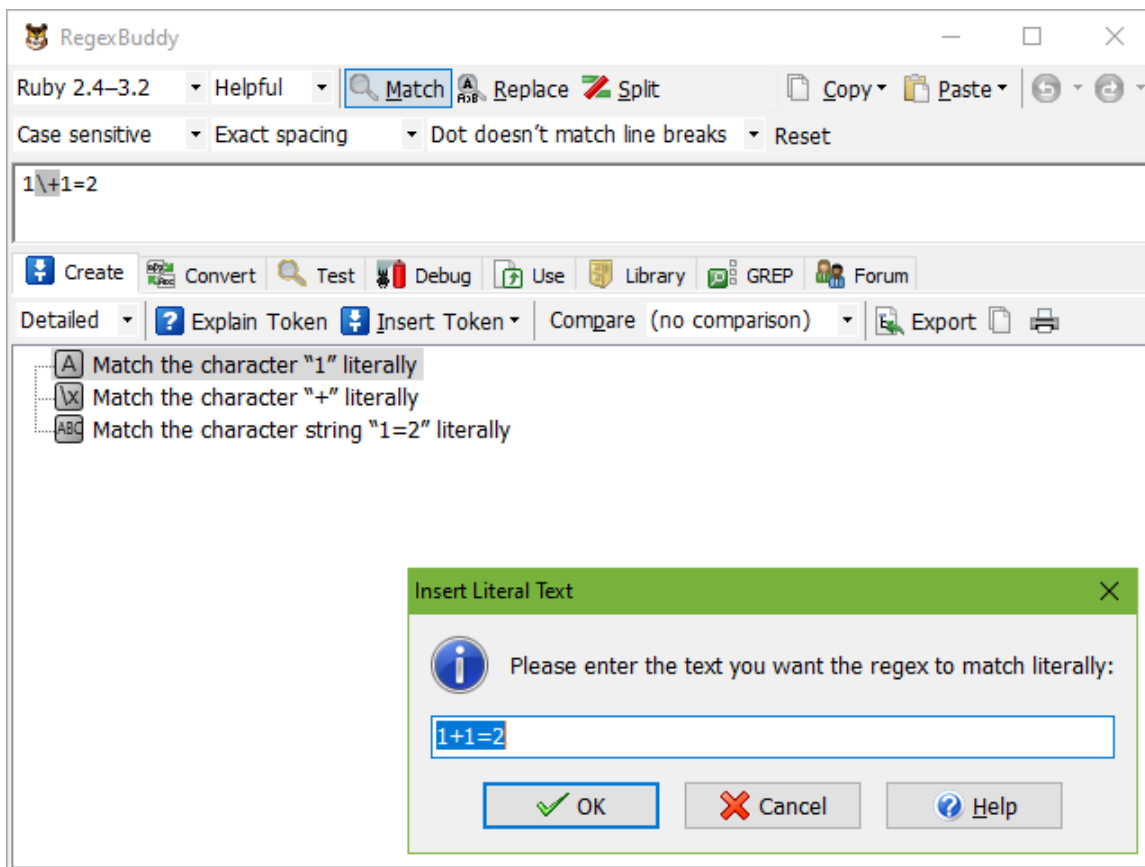 RegexBuddy
Ruby 2.4–3.2 Helpful Match Replace Split Copy Paste
Case sensitive Exact spacing Dot doesn’t match line breaks Reset
1\+1=2
Create Convert Test Debug Use Library GREP Forum
Detailed Explain Token Insert Token Compare (no comparison) Export
A Match the character “1” literally
\x Match the character “+” literally
ABC Match the character string “1=2” literally
Insert Literal Text
Please enter the text you want the regex to match literally:
1+1=2
OK Cancel Help